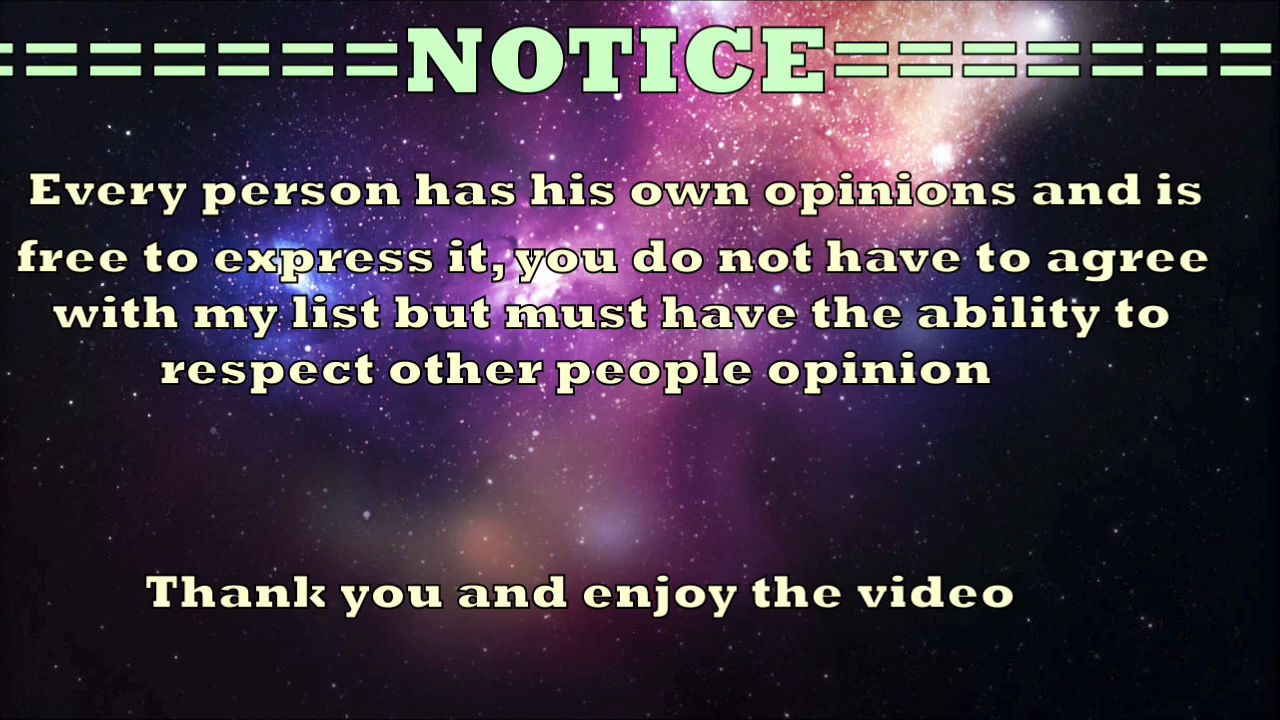 ========NOTICE========
Every person has his own opinions and is
free to express it, you do not have to agree
with my list but must have the ability to
respect other people opinion
Thank you and enjoy the video